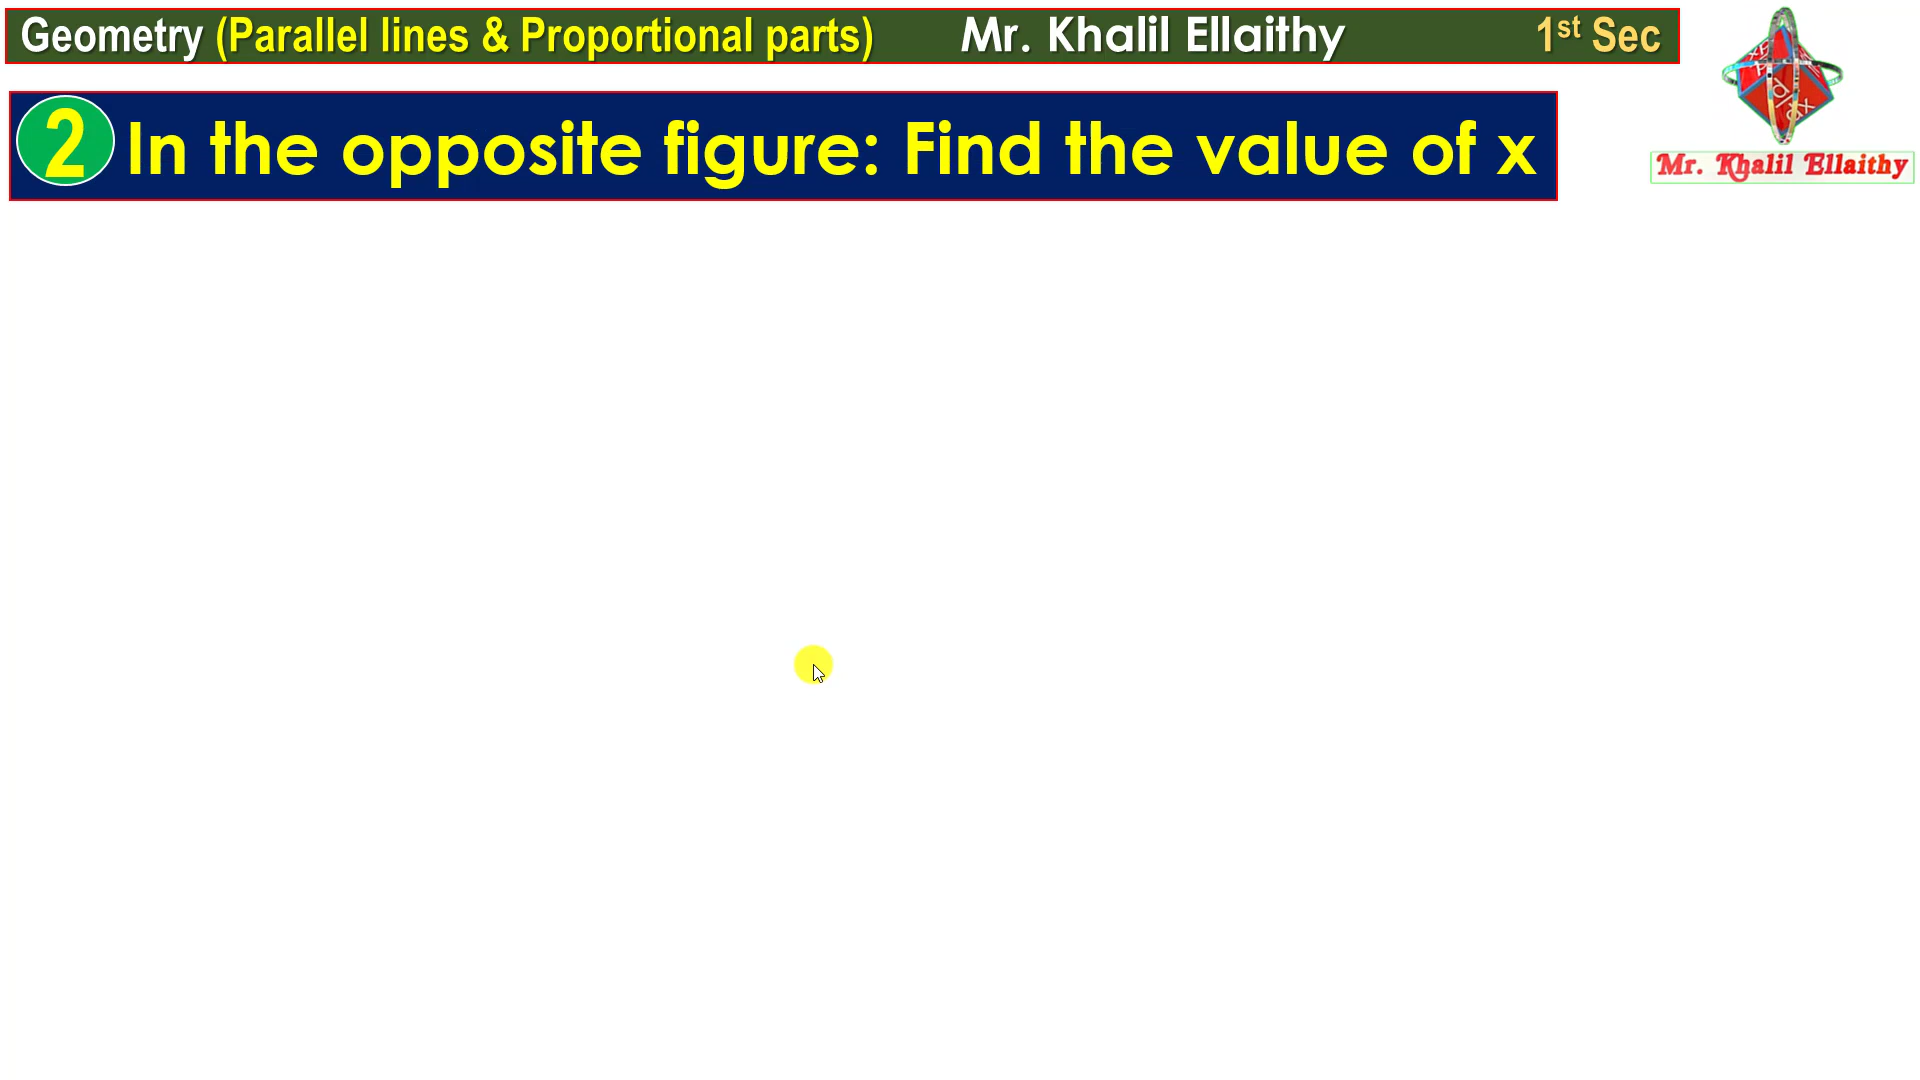 Geometry (Parallel lines & Proportional parts) Mr. Khalil Ellaithy 1st Sec
2 In the opposite figure: Find the value of x
Mr. Khalil Ellaithy